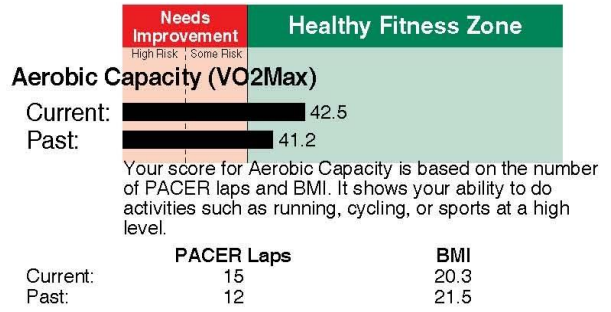 Needs Improvement
Healthy Fitness Zone
High Risk Some Risk
Aerobic Capacity (VO2Max)
Current: 42.5
Past: 41.2
Your score for Aerobic Capacity is based on the number
of PACER laps and BMI. It shows your ability to do
activities such as running, cycling, or sports at a high
level.
PACER Laps BMI
Current: 15 20.3
Past: 12 21.5